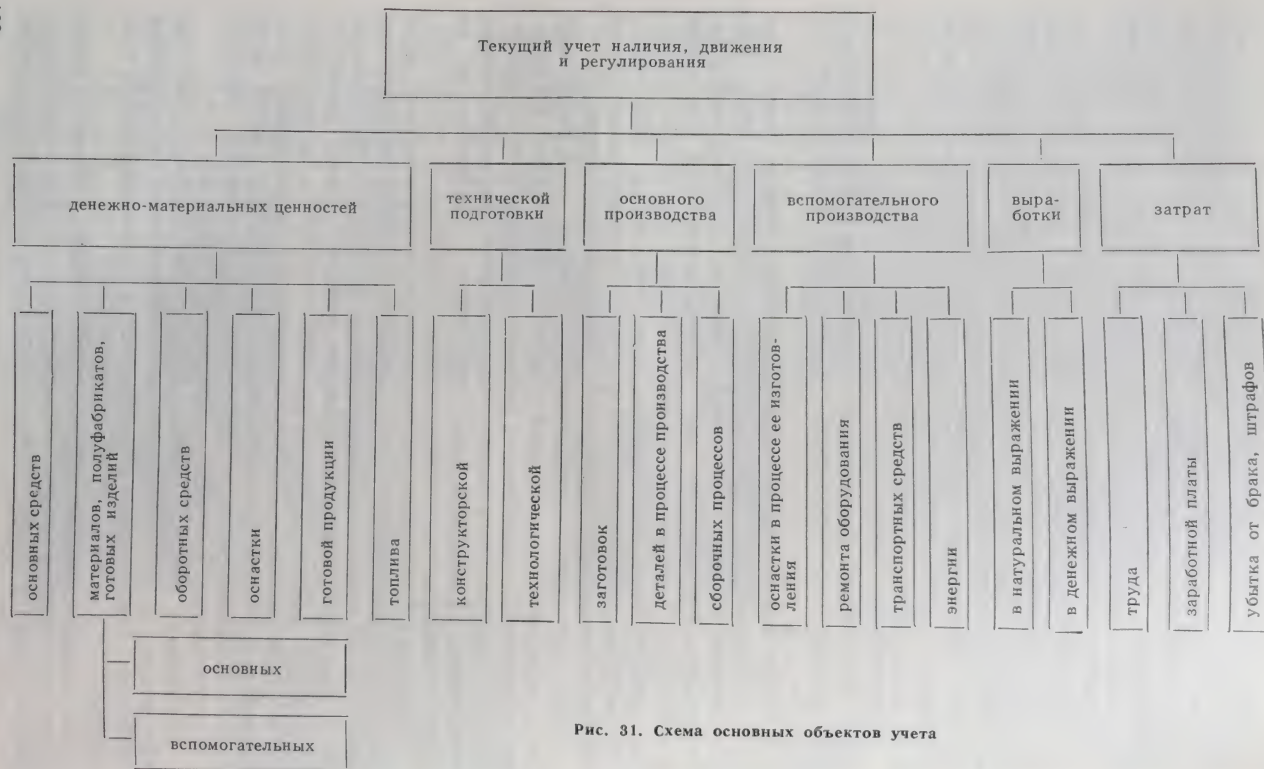 Текущий учет наличия, движения
и регулирования
денежно-материальных ценностей
технической
подготовки
основного
производства
вспомогательного
производства
выра-
ботки
затрат
основных средств
материалов, полуфабрикатов,
готовых изделий
оборотных средств
оснастки
готовой продукции
топлива
конструкторской
технологической
заготовок
деталей в процессе производства
сборочных процессов
оснастки в процессе ее изготов-
ления
ремонта оборудования
транспортных средств
энергии
в натуральном выражении
в денежном выражении
труда
заработной платы
убытка от брака, штрафов
основных
вспомогательных
Рис. 31. Схема основных объектов учета